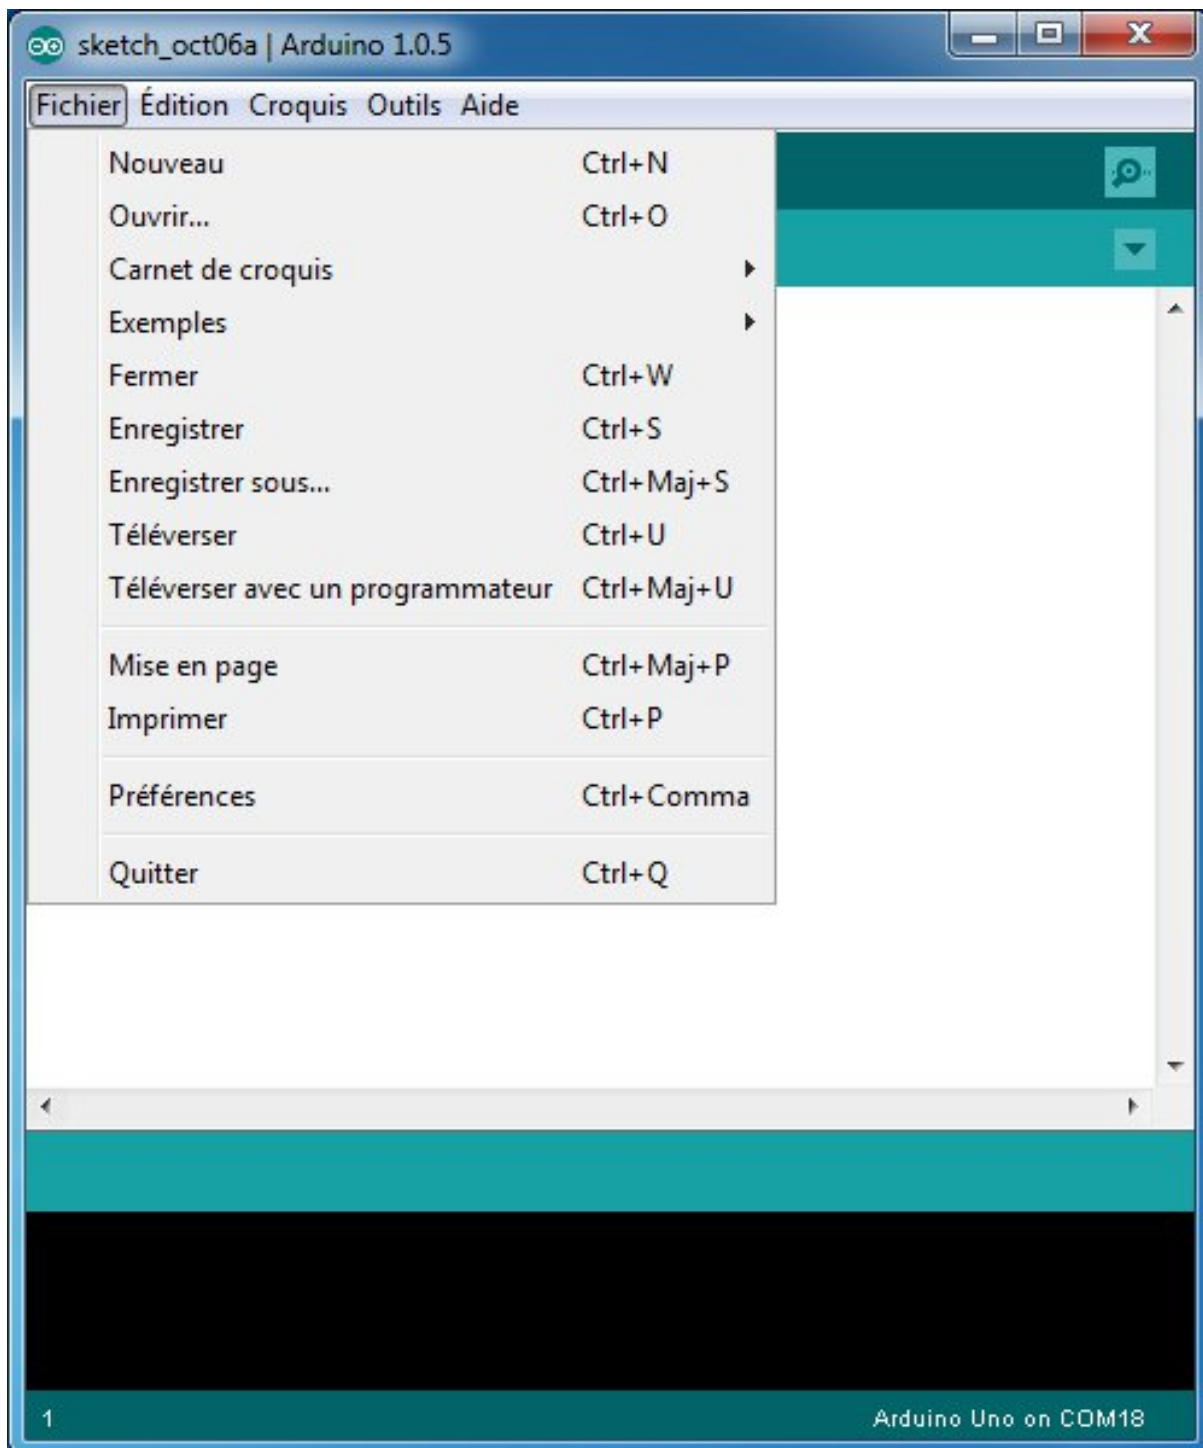 sketch_oct06a | Arduino 1.0.5
Fichier Édition Croquis Outils Aide
Nouveau Ctrl+N
Ouvrir... Ctrl+O
Carnet de croquis
Exemples
Fermer Ctrl+W
Enregistrer Ctrl+S
Enregistrer sous... Ctrl+Maj+S
Téléverser Ctrl+U
Téléverser avec un programmateur Ctrl+Maj+U
Mise en page Ctrl+Maj+P
Imprimer Ctrl+P
Préférences Ctrl+Comma
Quitter Ctrl+Q
1 Arduino Uno on COM18